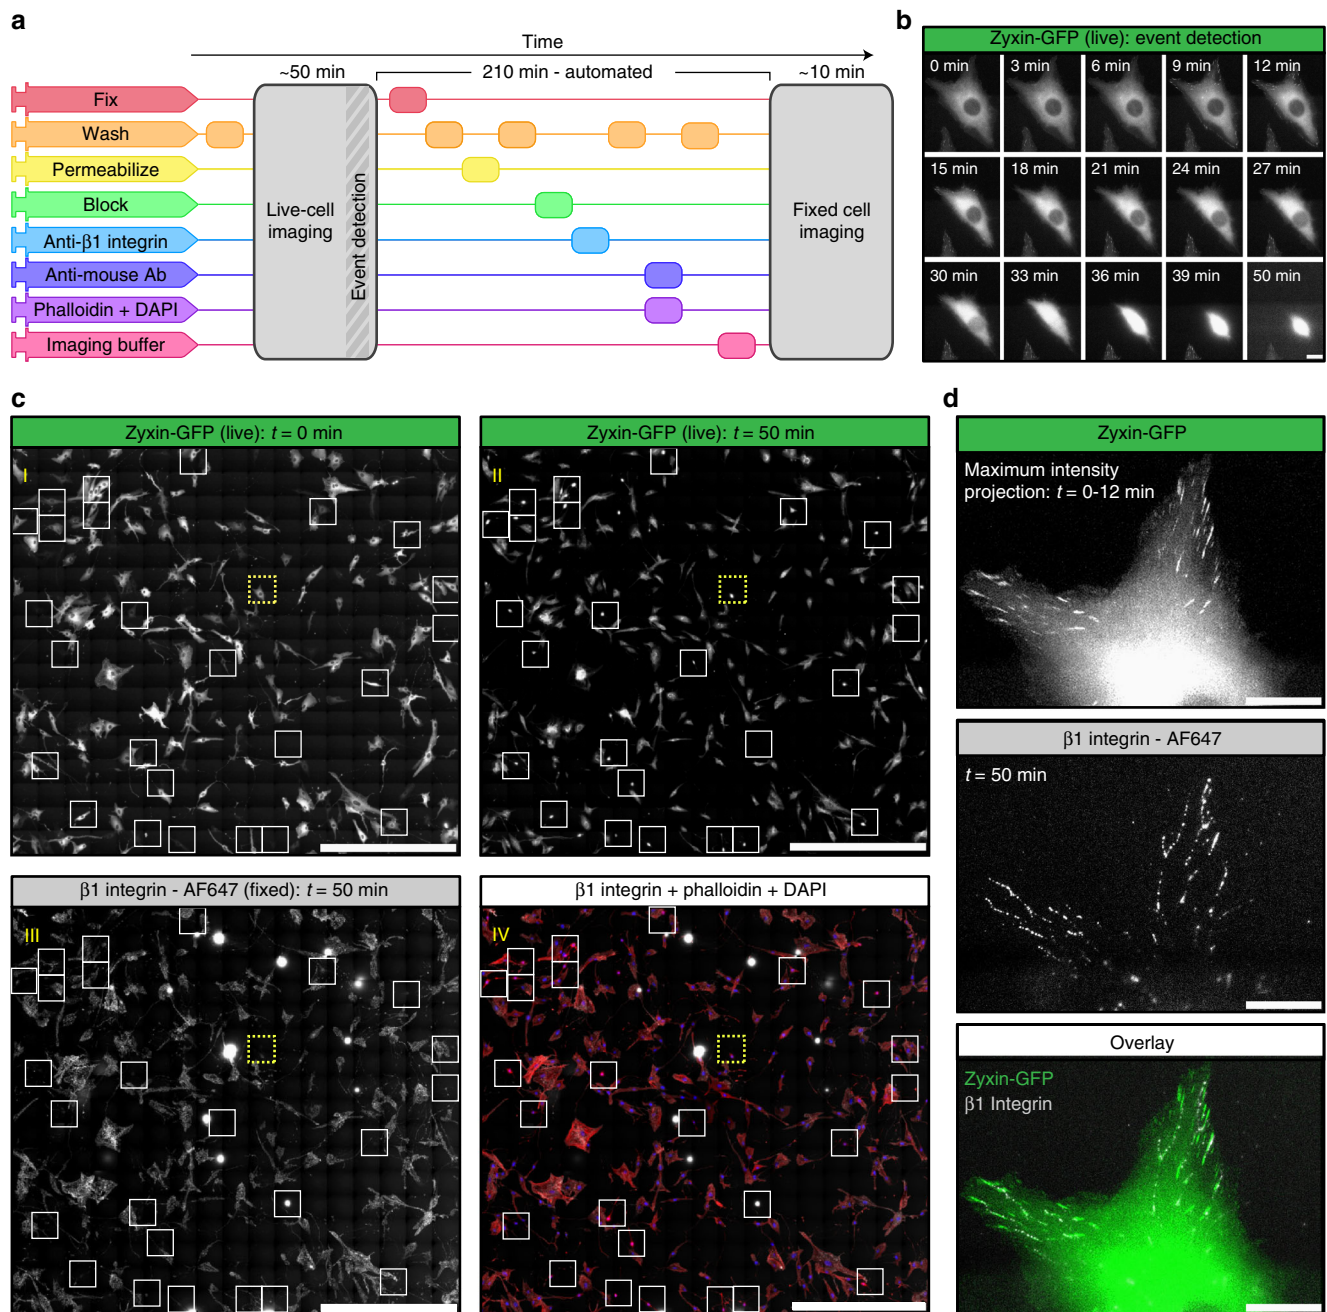 a
Time
~50 min
210 min - automated
~10 min
Fix
Wash
Permeabilize
Block
Anti-β1 integrin
Anti-mouse Ab
Phalloidin + DAPI
Imaging buffer
Live-cell
imaging
Event detection
Fixed cell
imaging
b
Zyxin-GFP (live): event detection
0 min
3 min
6 min
9 min
12 min
15 min
18 min
21 min
24 min
27 min
30 min
33 min
36 min
39 min
50 min
c
Zyxin-GFP (live): t = 0 min
I
Zyxin-GFP (live): t = 50 min
II
β1 integrin - AF647 (fixed): t = 50 min
III
β1 integrin + phalloidin + DAPI
IV
d
Zyxin-GFP
Maximum intensity
projection: t = 0-12 min
β1 integrin - AF647
t = 50 min
Overlay
Zyxin-GFP
β1 Integrin